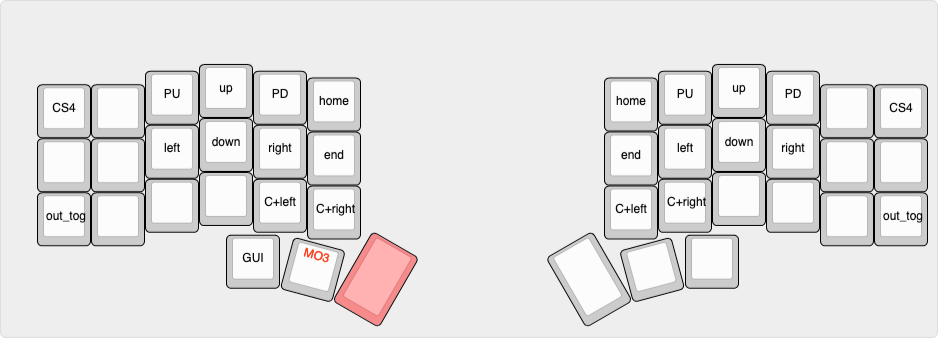 CS4 PU up PD home
home PU up PD CS4
left down right end
end left down right
out_tog C+left C+right
C+left C+right out_tog
GUI MO3